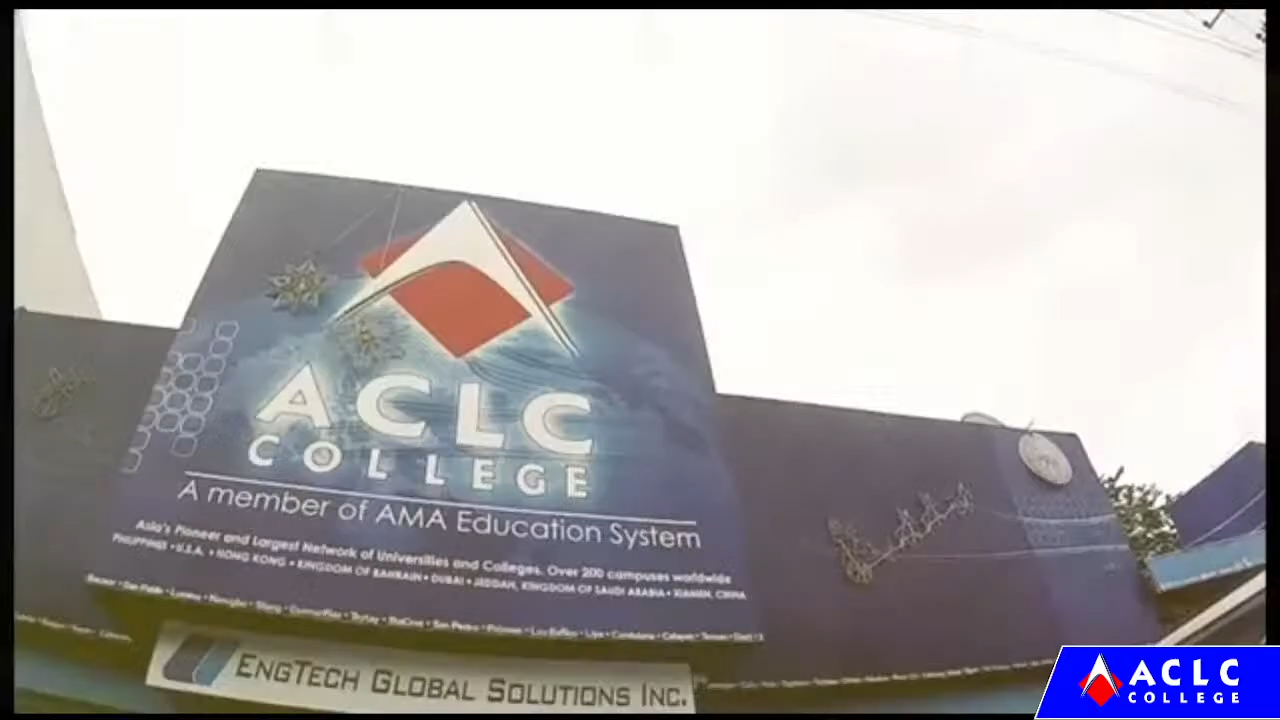 ACLC
COLLEGE
A member of AMA Education System
Asia's Pioneer and Largest Network of Universities and Colleges. Over 200 campuses worldwide
PHILIPPINES • U.S.A. • HONG KONG • KINGDOM OF BAHRAIN • DUBAI • JEDDAH, KINGDOM OF SAUDI ARABIA • XIAMEN, CHINA
ENGTECH GLOBAL SOLUTIONS INC.
ACLC
COLLEGE